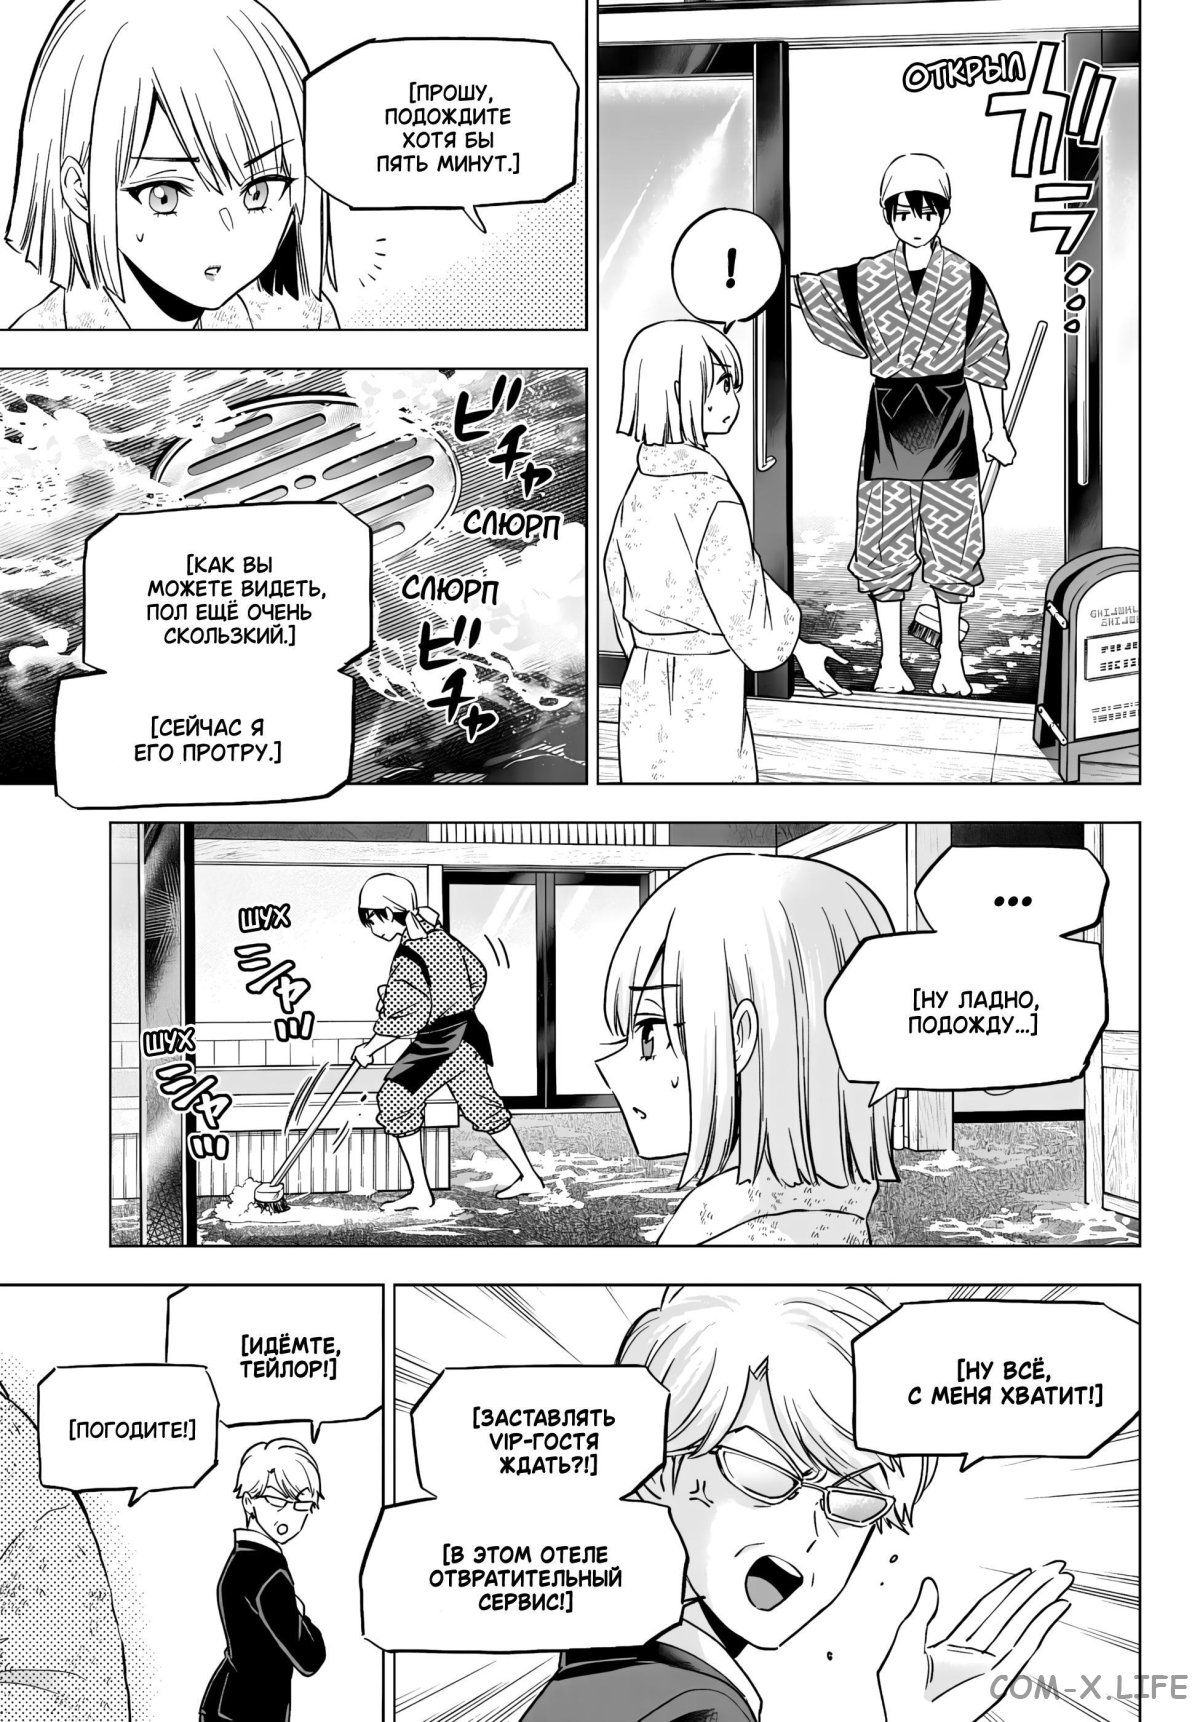 ОТКРЫЛ
ガラ
!
[ПРОШУ,
ПОДОЖДИТЕ
ХОТЯ БЫ
ПЯТЬ МИНУТ.]
ビチャ
СЛЮРП
СЛЮРП
ビチャ
[КАК ВЫ
МОЖЕТЕ ВИДЕТЬ,
ПОЛ ЕЩЁ ОЧЕНЬ
СКОЛЬЗКИЙ.]
[СЕЙЧАС Я
ЕГО ПРОТРУ.]
...
[НУ ЛАДНО,
ПОДОЖДУ...]
ШУХ
シャッ
ШУХ
シャッ
[НУ ВСЁ,
С МЕНЯ ХВАТИТ!]
[ЗАСТАВЛЯТЬ
VIP-ГОСТЯ
ЖДАТЬ?!]
[В ЭТОМ ОТЕЛЕ
ОТВРАТИТЕЛЬНЫЙ
СЕРВИС!]
[ИДЁМТЕ,
ТЕЙЛОР!]
[ПОГОДИТЕ!]
COM-X.LIFE